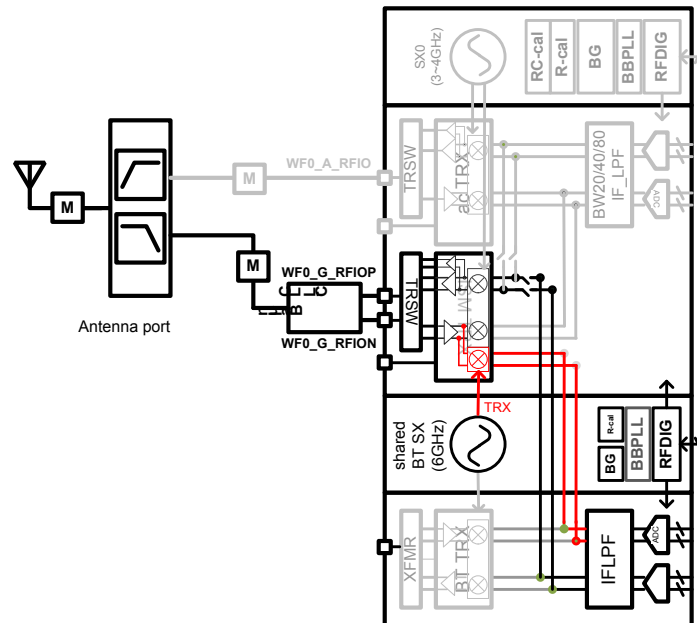 SX0
(3~4GHz)
RC-cal
R-cal
BG
BBPLL
RFDIG
M
WF0_A_RFIO
TRSW
ac TRX
BW20/40/80
IF_LPF
ADC
M
M
WF0_G_RFIOP
TRSW
WF0_G_RFION
Antenna port
TRX
shared
BT SX
(6GHz)
R-cal
BG
BBPLL
RFDIG
XFMR
BT TRX
IFLPF
ADC